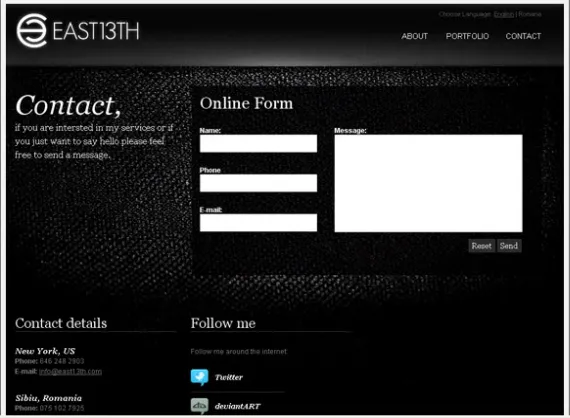 Choose Language: English | Romana
EAST13TH
ABOUT PORTFOLIO CONTACT
Contact,
if you are intersted in my services or if
you just want to say hello please feel
free to send a message.
Online Form
Name:
Phone
E-mail:
Message:
Reset Send
Contact details
New York, US
Phone: 646 248 2903
E-mail: info@east13th.com
Sibiu, Romania
Phone: 075 102 7925
Follow me
Follow me around the internet
Twitter
deviantART